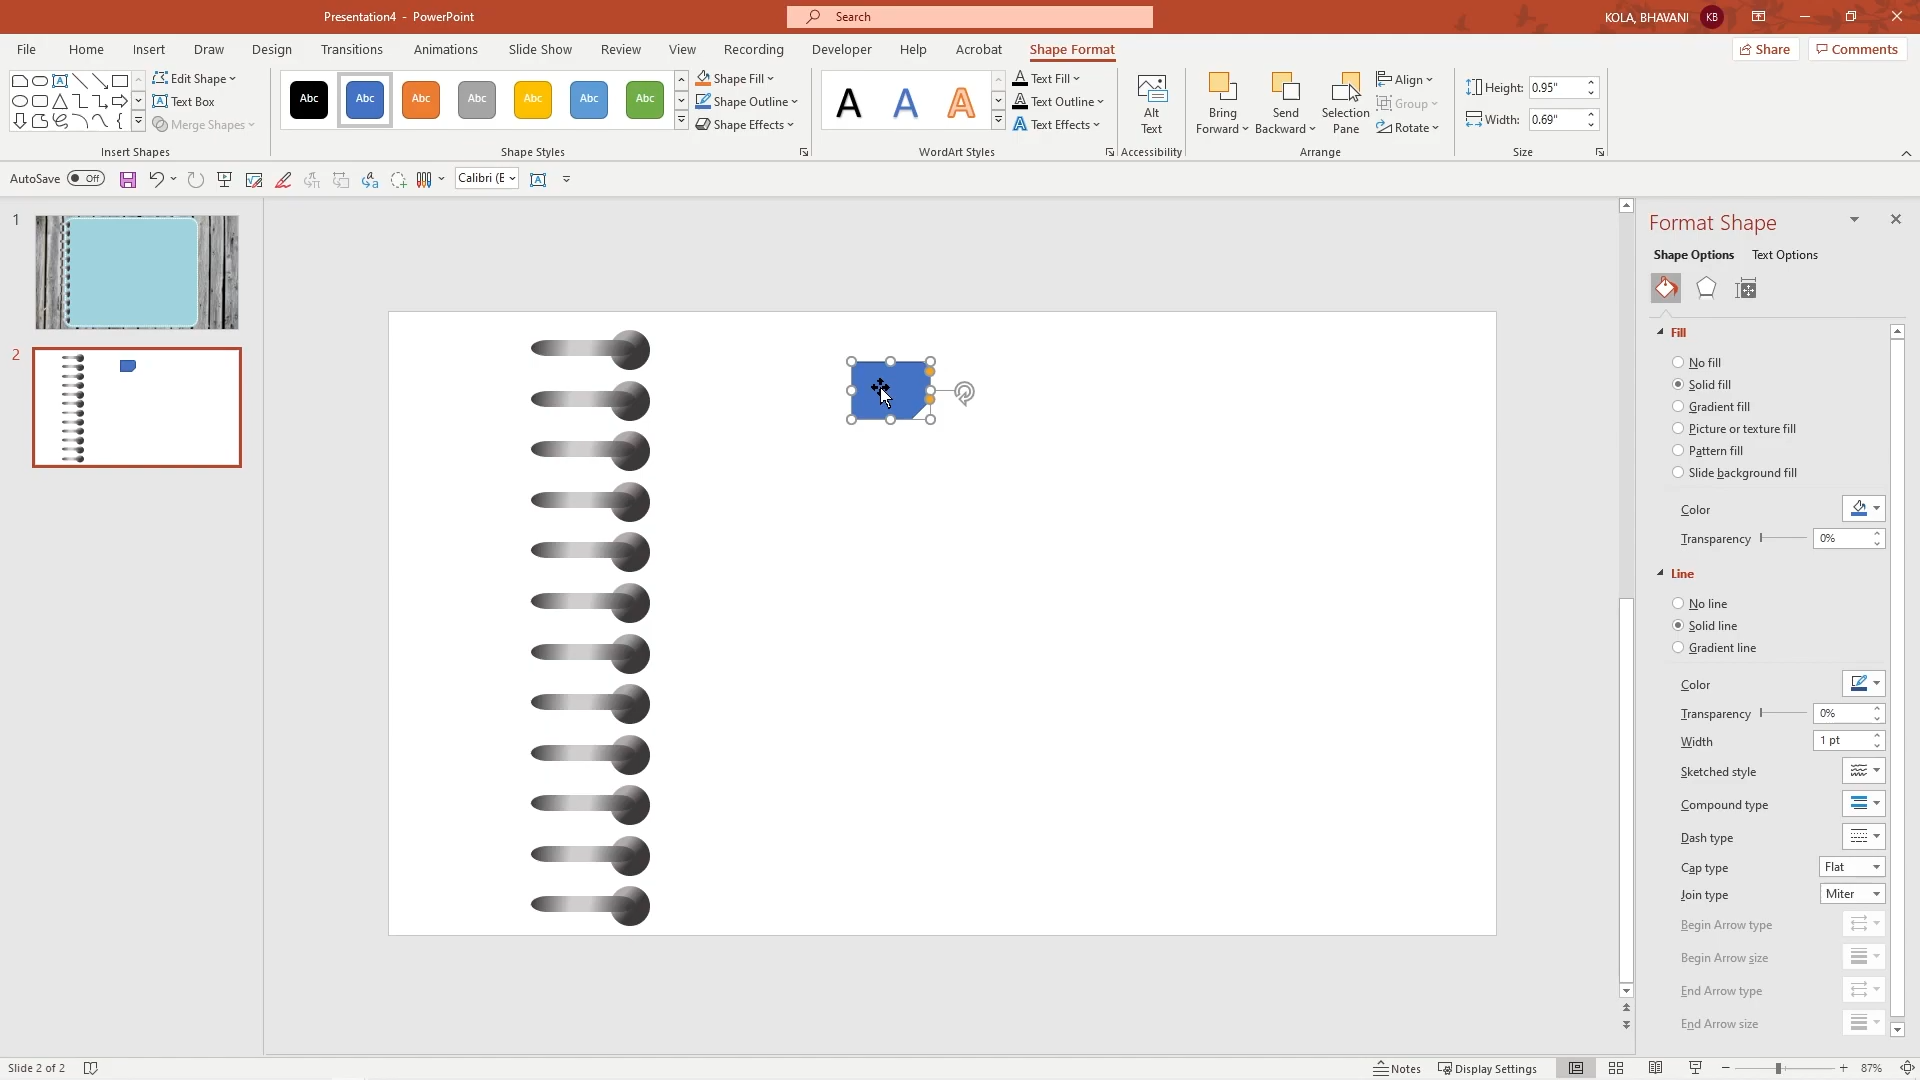 Presentation4 - PowerPoint
Search
KOLA, BHAVANI KB
File Home Insert Draw Design Transitions Animations Slide Show Review View Recording Developer Help Acrobat Shape Format
Share Comments
Edit Shape
Text Box
Merge Shapes
Insert Shapes
Abc Abc Abc Abc Abc Abc Abc
Shape Fill
Shape Outline
Shape Effects
Shape Styles
A A A
Text Fill
Text Outline
Text Effects
WordArt Styles
Alt
Text
Accessibility
Bring
Forward
Send
Backward
Selection
Pane
Align
Group
Rotate
Arrange
Height: 0.95"
Width: 0.69"
Size
AutoSave Off
Calibri (E
1
2
Format Shape
Shape Options Text Options
Fill
No fill
Solid fill
Gradient fill
Picture or texture fill
Pattern fill
Slide background fill
Color
Transparency 0%
Line
No line
Solid line
Gradient line
Color
Transparency 0%
Width 1 pt
Sketched style
Compound type
Dash type
Cap type Flat
Join type Miter
Begin Arrow type
Begin Arrow size
End Arrow type
End Arrow size
Slide 2 of 2
Notes Display Settings 87%